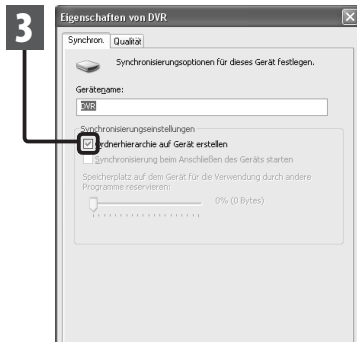 3
Eigenschaften von DVR
Synchron. Qualität
Synchronisierungsoptionen für dieses Gerät festlegen.
Gerätename:
DVR
Synchronisierungseinstellungen
Ordnerhierarchie auf Gerät erstellen
Synchronisierung beim Anschließen des Geräts starten
Speicherplatz auf dem Gerät für die Verwendung durch andere
Programme reservieren:
0% (0 Bytes)